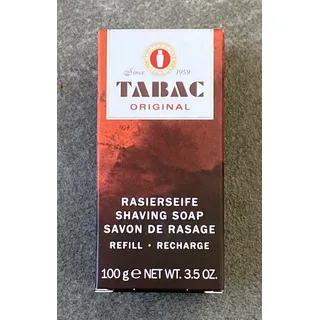 Since 1959
TABAC
ORIGINAL
RASIERSEIFE
SHAVING SOAP
SAVON DE RASAGE
REFILL • RECHARGE
100 g ℮ NET WT. 3.5 OZ.